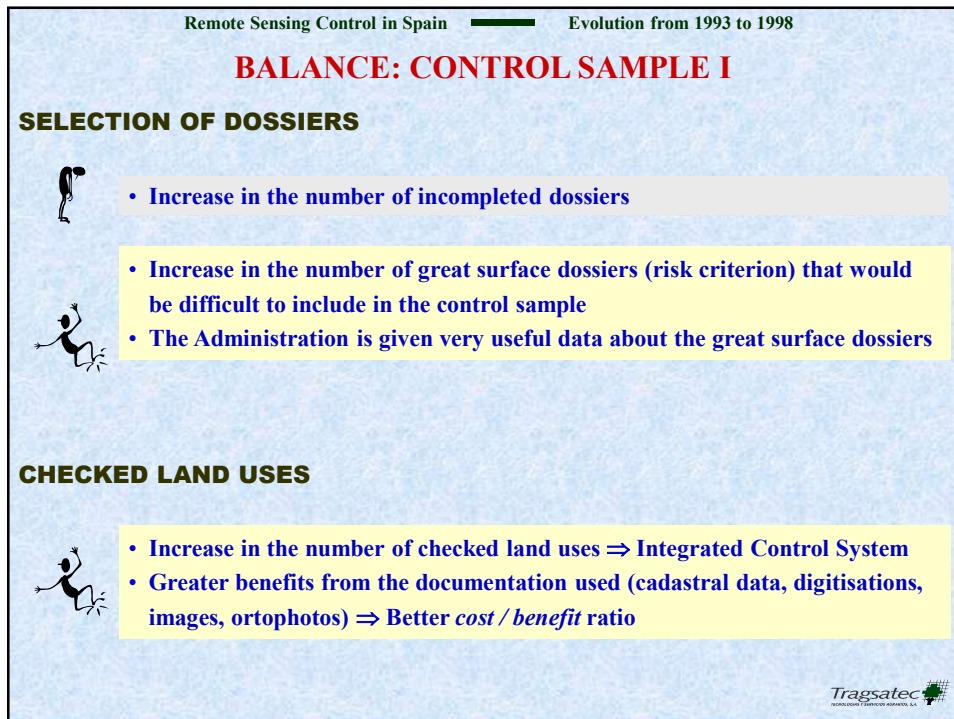 Remote Sensing Control in Spain Evolution from 1993 to 1998
BALANCE: CONTROL SAMPLE I
SELECTION OF DOSSIERS
• Increase in the number of incompleted dossiers
• Increase in the number of great surface dossiers (risk criterion) that would
be difficult to include in the control sample
• The Administration is given very useful data about the great surface dossiers
CHECKED LAND USES
• Increase in the number of checked land uses ⇒ Integrated Control System
• Greater benefits from the documentation used (cadastral data, digitisations,
images, ortophotos) ⇒ Better cost / benefit ratio
Tragsatec
TECNOLOGIAS Y SERVICIOS AGRARIOS, S.A.